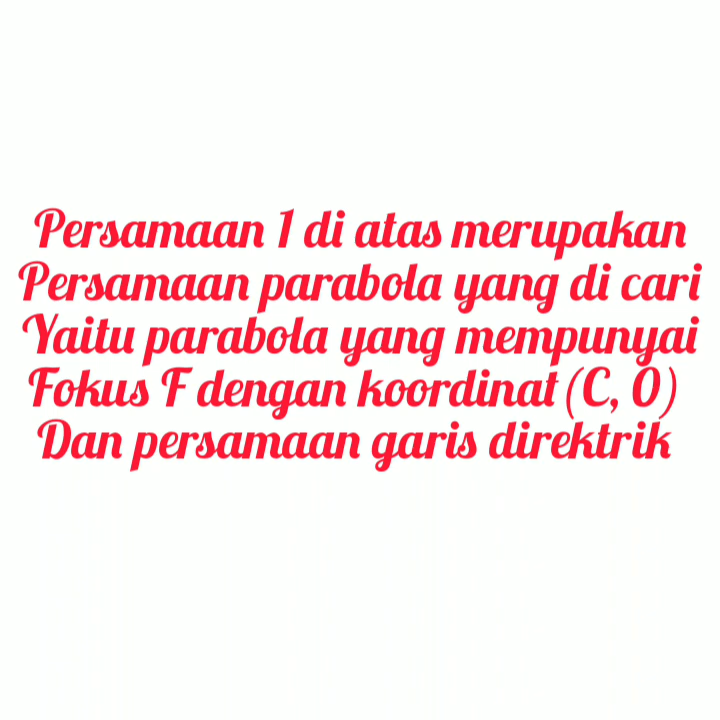 Persamaan 1 di atas merupakan
Persamaan parabola yang di cari
Yaitu parabola yang mempunyai
Fokus F dengan koordinat (C, 0)
Dan persamaan garis direktrik